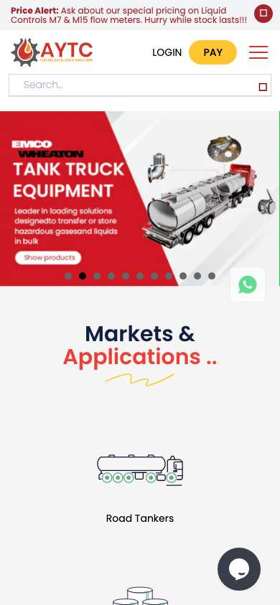 Price Alert: Ask about our special pricing on Liquid
Controls M7 & M15 flow meters. Hurry while stock lasts!!!
AYTC
LOGIN
PAY
Search...
EMCO
WHEATON
TANK TRUCK
EQUIPMENT
Leader in loading solutions
designedto transfer or store
hazardous gasesand liquids
in bulk
Show products
Markets &
Applications ..
Road Tankers